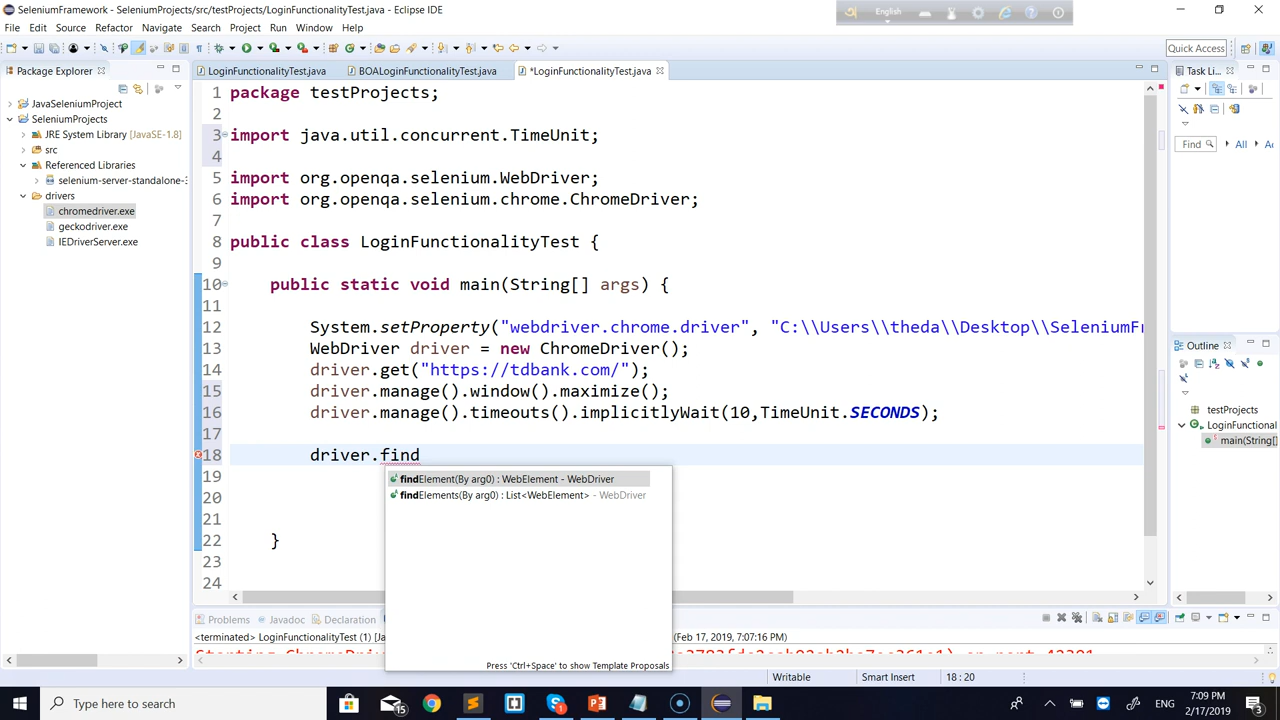 SeleniumFramework - SeleniumProjects/src/testProjects/LoginFunctionalityTest.java - Eclipse IDE
English
File Edit Source Refactor Navigate Search Project Run Window Help
Quick Access
Package Explorer
LoginFunctionalityTest.java
BOALoginFunctionalityTest.java
*LoginFunctionalityTest.java
Task Li...
JavaSeleniumProject
SeleniumProjects
JRE System Library [JavaSE-1.8]
src
Referenced Libraries
selenium-server-standalone-
drivers
chromedriver.exe
geckodriver.exe
IEDriverServer.exe
1 package testProjects;
2
3 import java.util.concurrent.TimeUnit;
4
5 import org.openqa.selenium.WebDriver;
6 import org.openqa.selenium.chrome.ChromeDriver;
7
8 public class LoginFunctionalityTest {
9
10 public static void main(String[] args) {
11
12 System.setProperty("webdriver.chrome.driver", "C:\\Users\\theda\\Desktop\\SeleniumFr
13 WebDriver driver = new ChromeDriver();
14 driver.get("https://tdbank.com/");
15 driver.manage().window().maximize();
16 driver.manage().timeouts().implicitlyWait(10,TimeUnit.SECONDS);
17
18 driver.find
19
20
21
22 }
23
24
findElement(By arg0) : WebElement - WebDriver
findElements(By arg0) : List<WebElement> - WebDriver
Press 'Ctrl+Space' to show Template Proposals
Find All
Outline
testProjects
LoginFunctional
main(String[]
Problems Javadoc Declaration
<terminated> LoginFunctionalityTest (1) [Ja
(Feb 17, 2019, 7:07:16 PM)
Writable Smart Insert 18 : 20
Type here to search
15
ENG
7:09 PM
2/17/2019
3